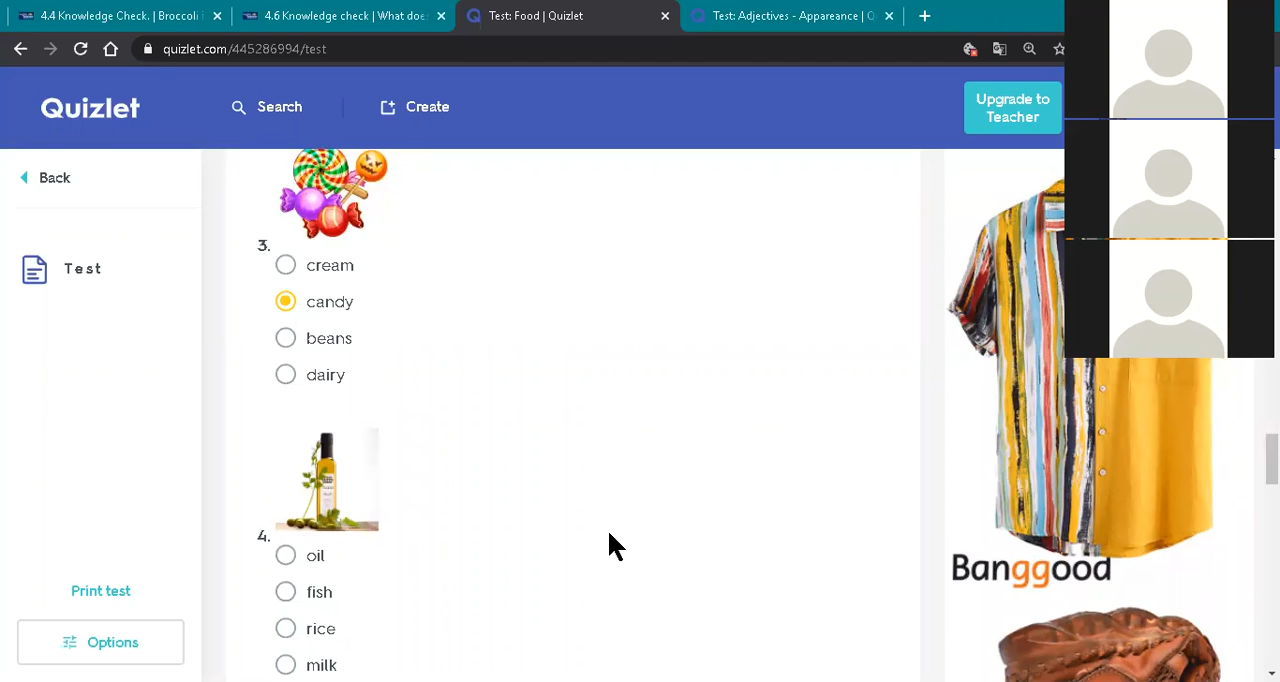 4.4 Knowledge Check. | Broccoli
4.6 Knowledge check | What does
Test: Food | Quizlet
Test: Adjectives - Appareance | Q
quizlet.com/445286994/test
Quizlet
Search
Create
Upgrade to
Teacher
Back
Test
3.
cream
candy
beans
dairy
4.
oil
fish
rice
milk
Print test
Options
Banggood